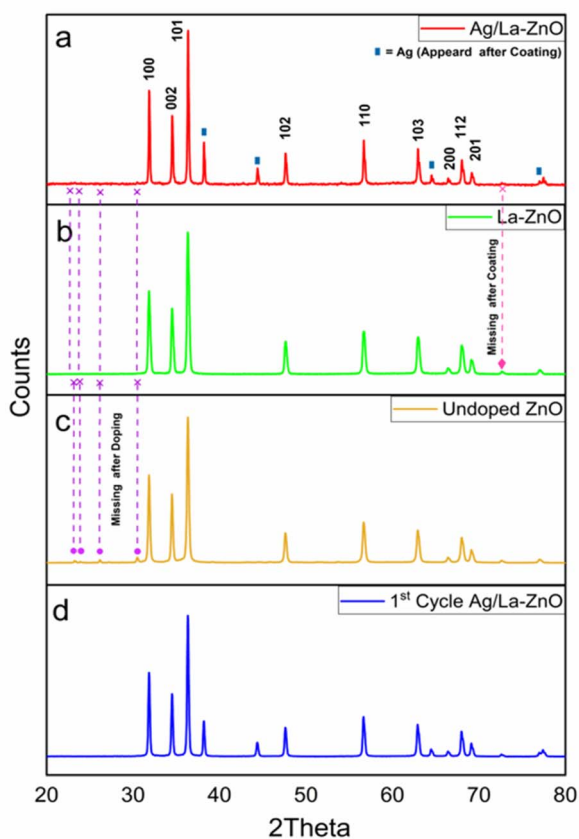 a
Ag/La-ZnO
= Ag (Appeard after Coating)
100
002
101
102
110
103
200
112
201
b
La-ZnO
Missing after Coating
c
Undoped ZnO
Missing after Doping
d
1st Cycle Ag/La-ZnO
Counts
20 30 40 50 60 70 80
2Theta